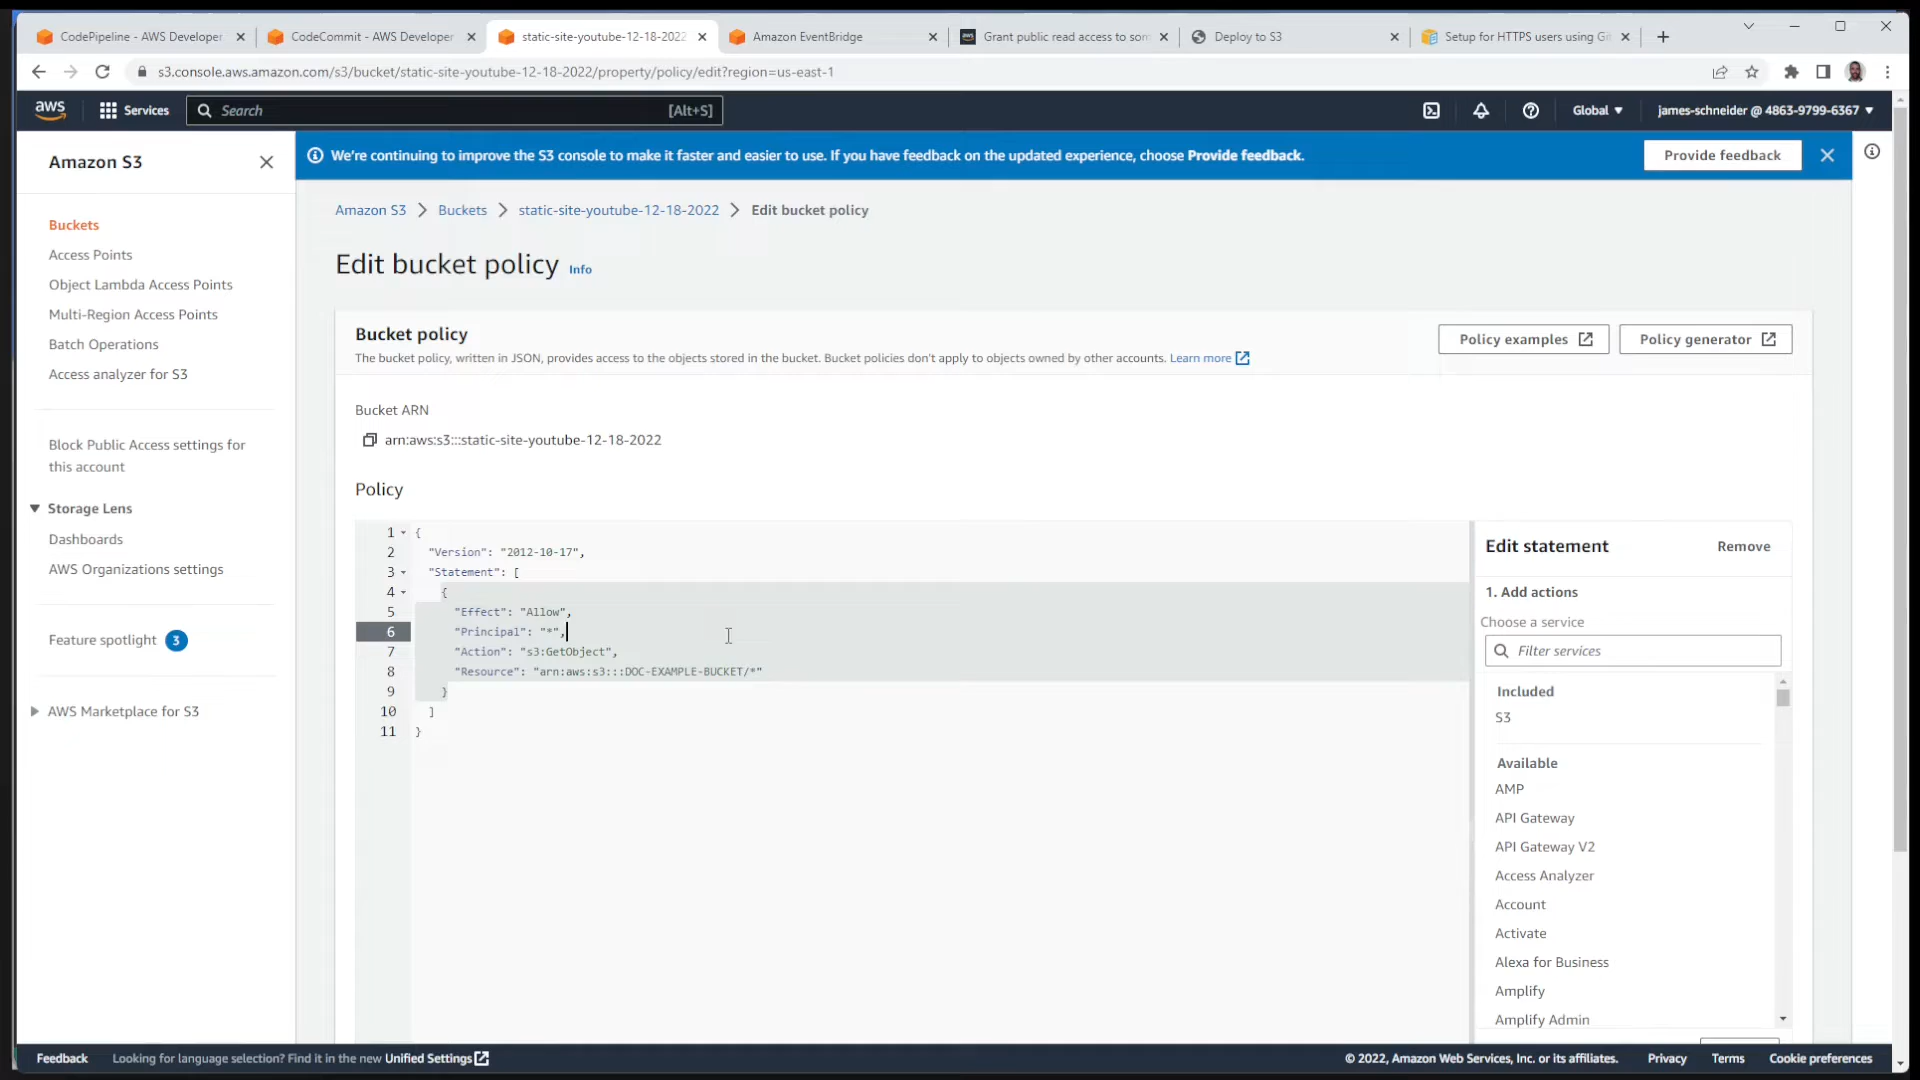 CodePipeline - AWS Developer
CodeCommit - AWS Developer
static-site-youtube-12-18-2022
Amazon EventBridge
Grant public read access to som
Deploy to S3
Setup for HTTPS users using Gi
s3.console.aws.amazon.com/s3/bucket/static-site-youtube-12-18-2022/property/policy/edit?region=us-east-1
aws
Services
Search
[Alt+S]
Global
james-schneider @ 4863-9799-6367
Amazon S3
We're continuing to improve the S3 console to make it faster and easier to use. If you have feedback on the updated experience, choose Provide feedback.
Provide feedback
Buckets
Access Points
Object Lambda Access Points
Multi-Region Access Points
Batch Operations
Access analyzer for S3
Block Public Access settings for
this account
Storage Lens
Dashboards
AWS Organizations settings
Feature spotlight 3
AWS Marketplace for S3
Amazon S3 > Buckets > static-site-youtube-12-18-2022 > Edit bucket policy
Edit bucket policy Info
Bucket policy
The bucket policy, written in JSON, provides access to the objects stored in the bucket. Bucket policies don't apply to objects owned by other accounts. Learn more
Policy examples
Policy generator
Bucket ARN
arn:aws:s3:::static-site-youtube-12-18-2022
Policy
1 {
2 "Version": "2012-10-17",
3 "Statement": [
4 {
5 "Effect": "Allow",
6 "Principal": "*",
7 "Action": "s3:GetObject",
8 "Resource": "arn:aws:s3:::DOC-EXAMPLE-BUCKET/*"
9 }
10 ]
11 }
Edit statement
Remove
1. Add actions
Choose a service
Filter services
Included
S3
Available
AMP
API Gateway
API Gateway V2
Access Analyzer
Account
Activate
Alexa for Business
Amplify
Amplify Admin
Feedback
Looking for language selection? Find it in the new Unified Settings
© 2022, Amazon Web Services, Inc. or its affiliates.
Privacy
Terms
Cookie preferences